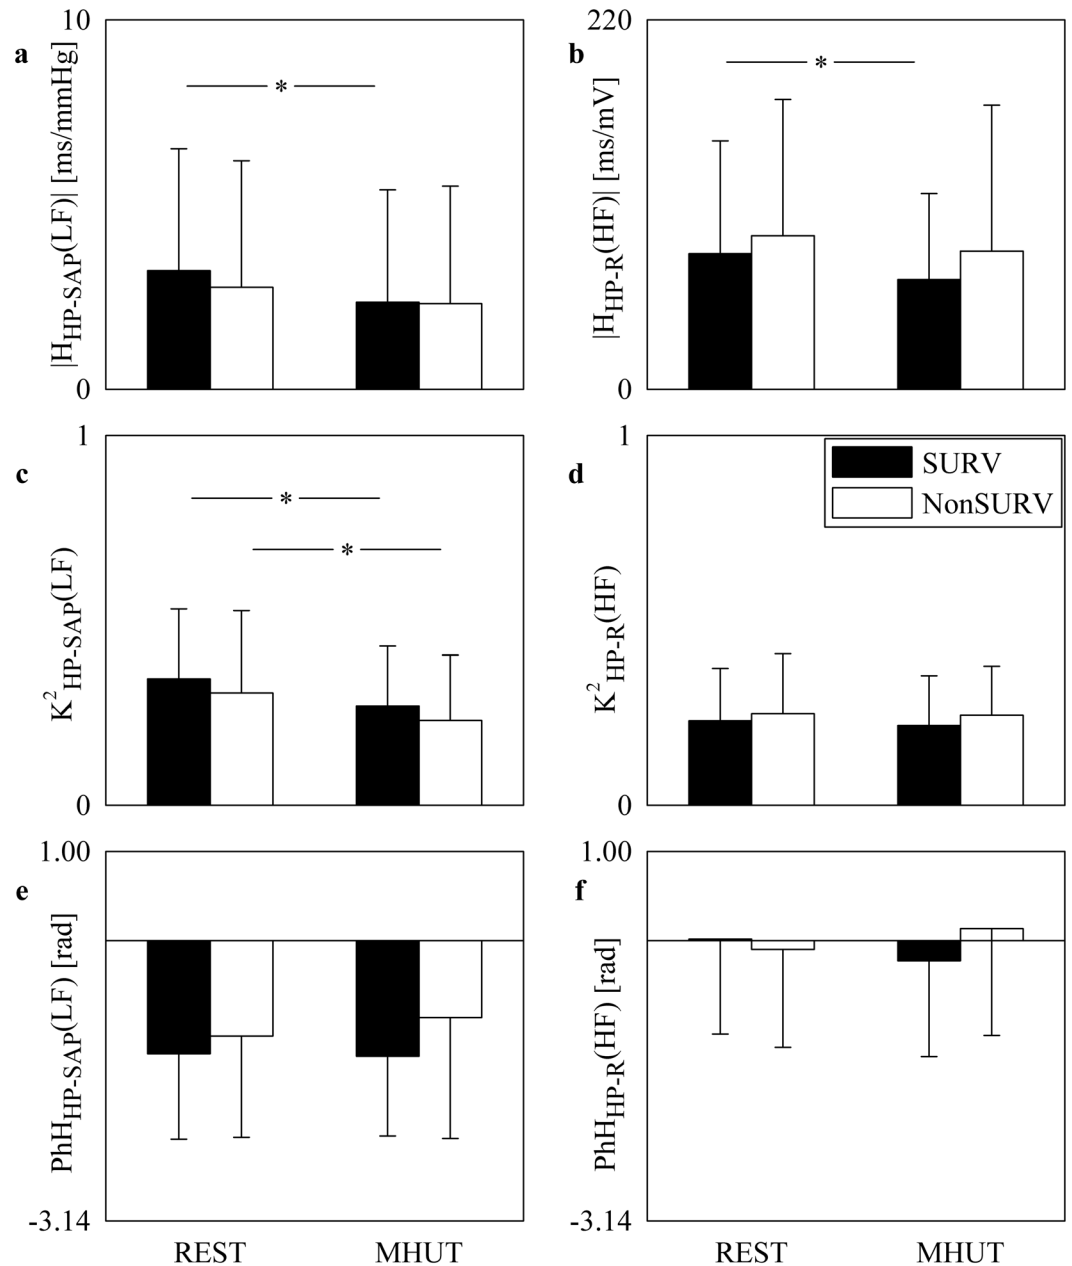 a
10
|HHP-SAP(LF)| [ms/mmHg]
*
0
b
220
|HHP-R(HF)| [ms/mV]
*
0
c
1
K2HP-SAP(LF)
*
*
0
d
1
K2HP-R(HF)
SURV
NonSURV
0
e
1.00
PhHHP-SAP(LF) [rad]
-3.14
REST MHUT
f
1.00
PhHHP-R(HF) [rad]
-3.14
REST MHUT